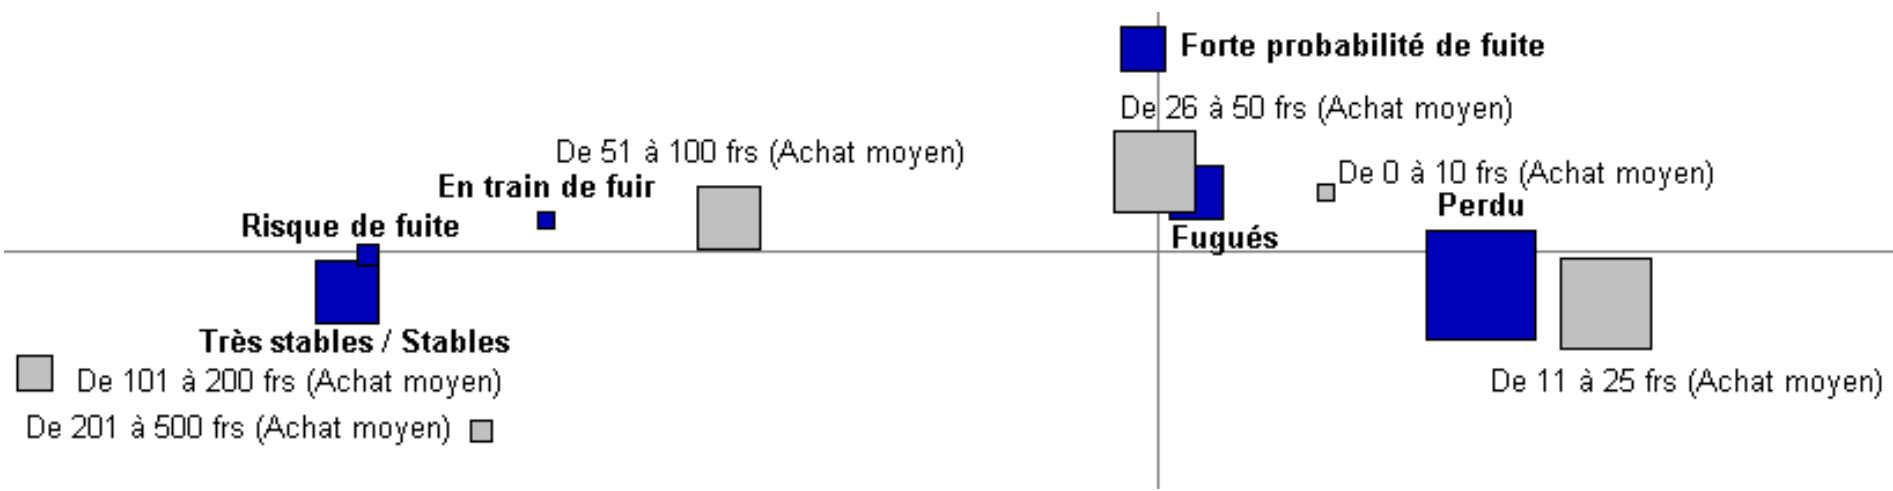 Forte probabilité de fuite
De 26 à 50 frs (Achat moyen)
De 51 à 100 frs (Achat moyen)
De 0 à 10 frs (Achat moyen)
En train de fuir
Perdu
Risque de fuite
Fugués
Très stables / Stables
De 101 à 200 frs (Achat moyen)
De 11 à 25 frs (Achat moyen)
De 201 à 500 frs (Achat moyen)